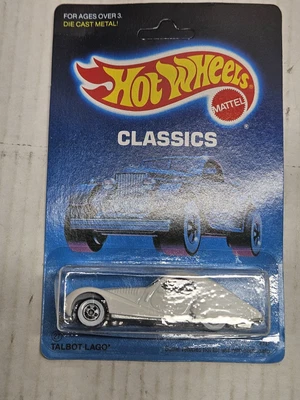 FOR AGES OVER 3.
DIE CAST METAL!
Hot Wheels
MATTEL
CLASSICS
TALBOT LAGO